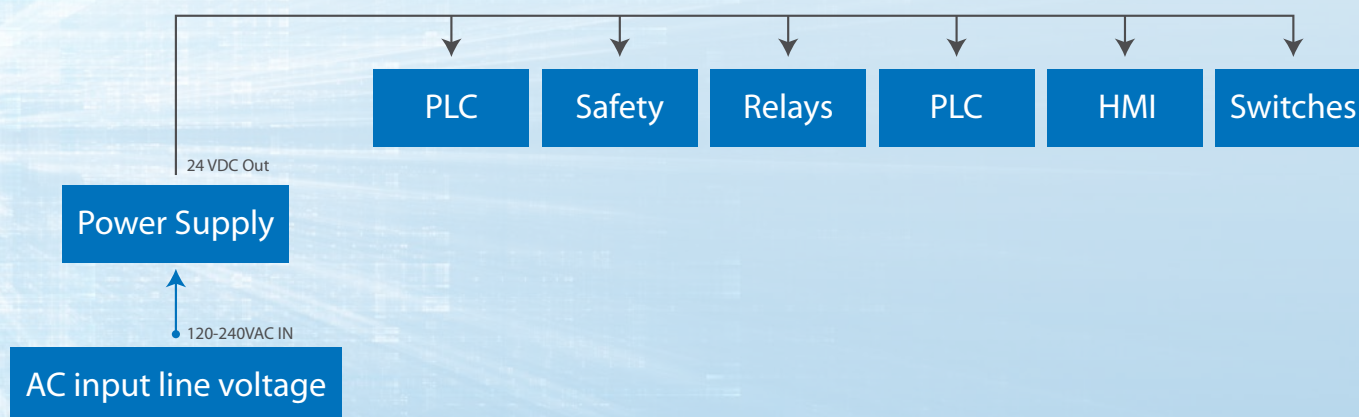 PLC
Safety
Relays
PLC
HMI
Switches
24 VDC Out
Power Supply
120-240VAC IN
AC input line voltage